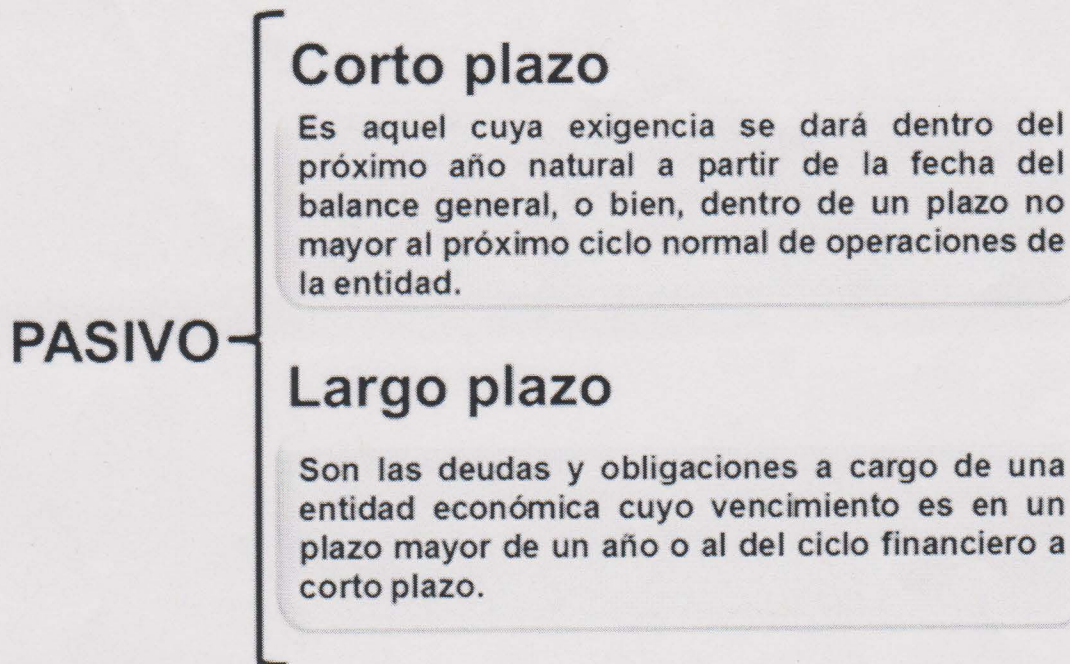 Corto plazo
Es aquel cuya exigencia se dará dentro del
próximo año natural a partir de la fecha del
balance general, o bien, dentro de un plazo no
mayor al próximo ciclo normal de operaciones de
la entidad.
PASIVO
Largo plazo
Son las deudas y obligaciones a cargo de una
entidad económica cuyo vencimiento es en un
plazo mayor de un año o al del ciclo financiero a
corto plazo.